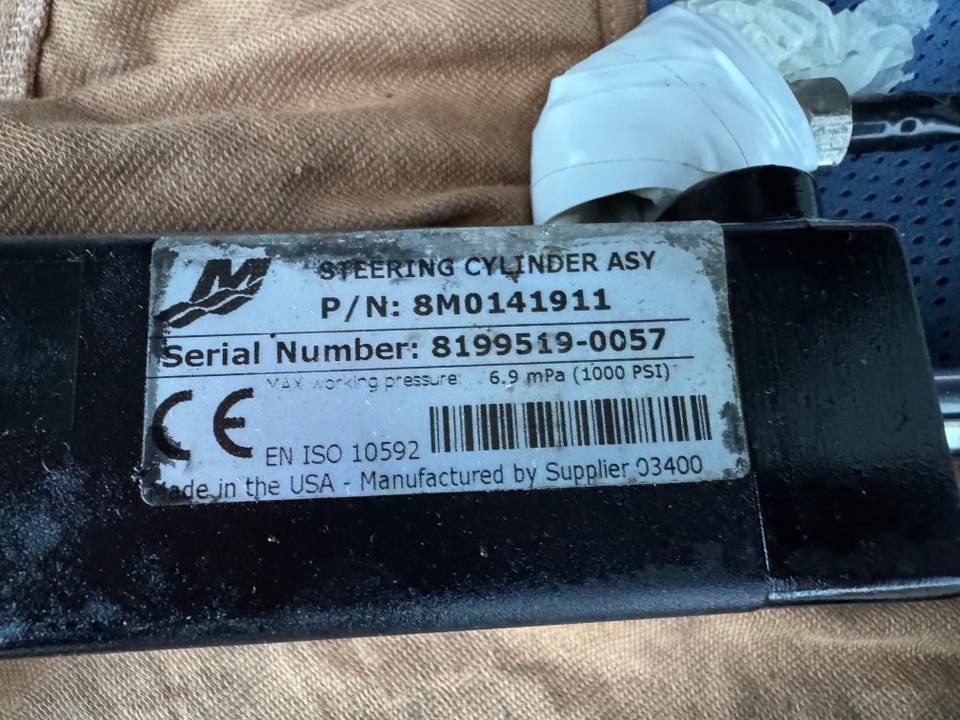 M
STEERING CYLINDER ASY
P/N: 8M0141911
Serial Number: 8199519-0057
MAX working pressure: 6.9 mPa (1000 PSI)
CE
EN ISO 10592
Made in the USA - Manufactured by Supplier 03400